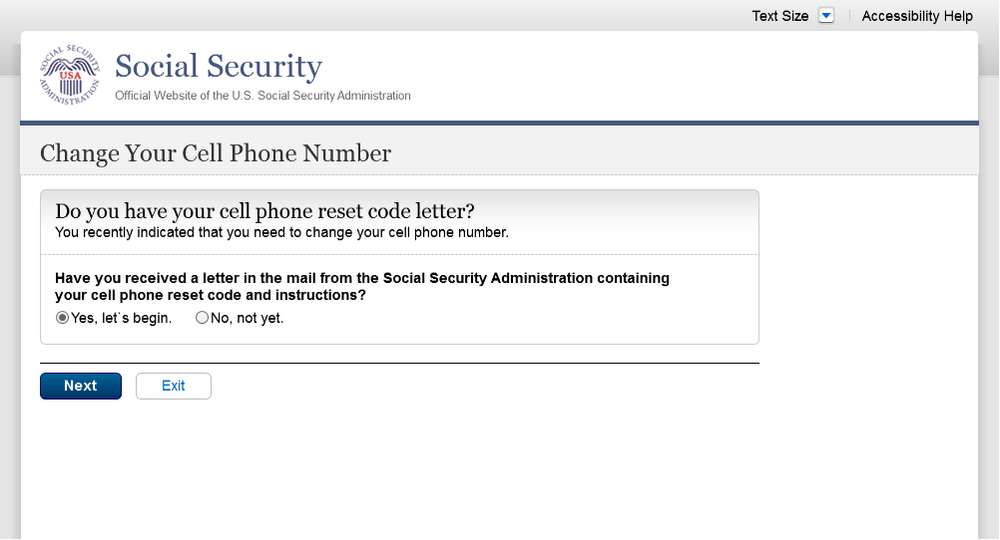 Text Size
Accessibility Help
SOCIAL SECURITY ADMINISTRATION
USA
Social Security
Official Website of the U.S. Social Security Administration
Change Your Cell Phone Number
Do you have your cell phone reset code letter?
You recently indicated that you need to change your cell phone number.
Have you received a letter in the mail from the Social Security Administration containing
your cell phone reset code and instructions?
Yes, let`s begin. No, not yet.
Next Exit